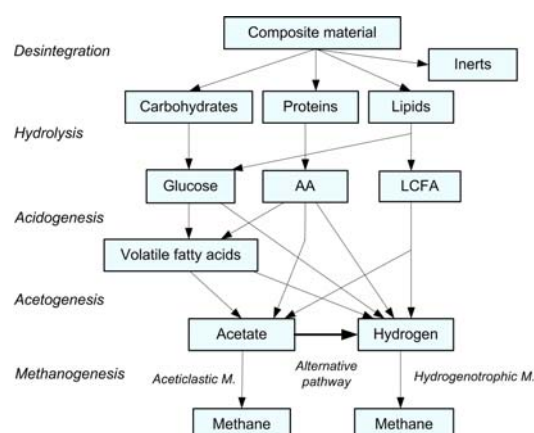 Composite material
Desintegration
Inerts
Carbohydrates
Proteins
Lipids
Hydrolysis
Glucose
AA
LCFA
Acidogenesis
Volatile fatty acids
Acetogenesis
Acetate
Hydrogen
Methanogenesis
Aceticlastic M.
Alternative
pathway
Hydrogenotrophic M.
Methane
Methane